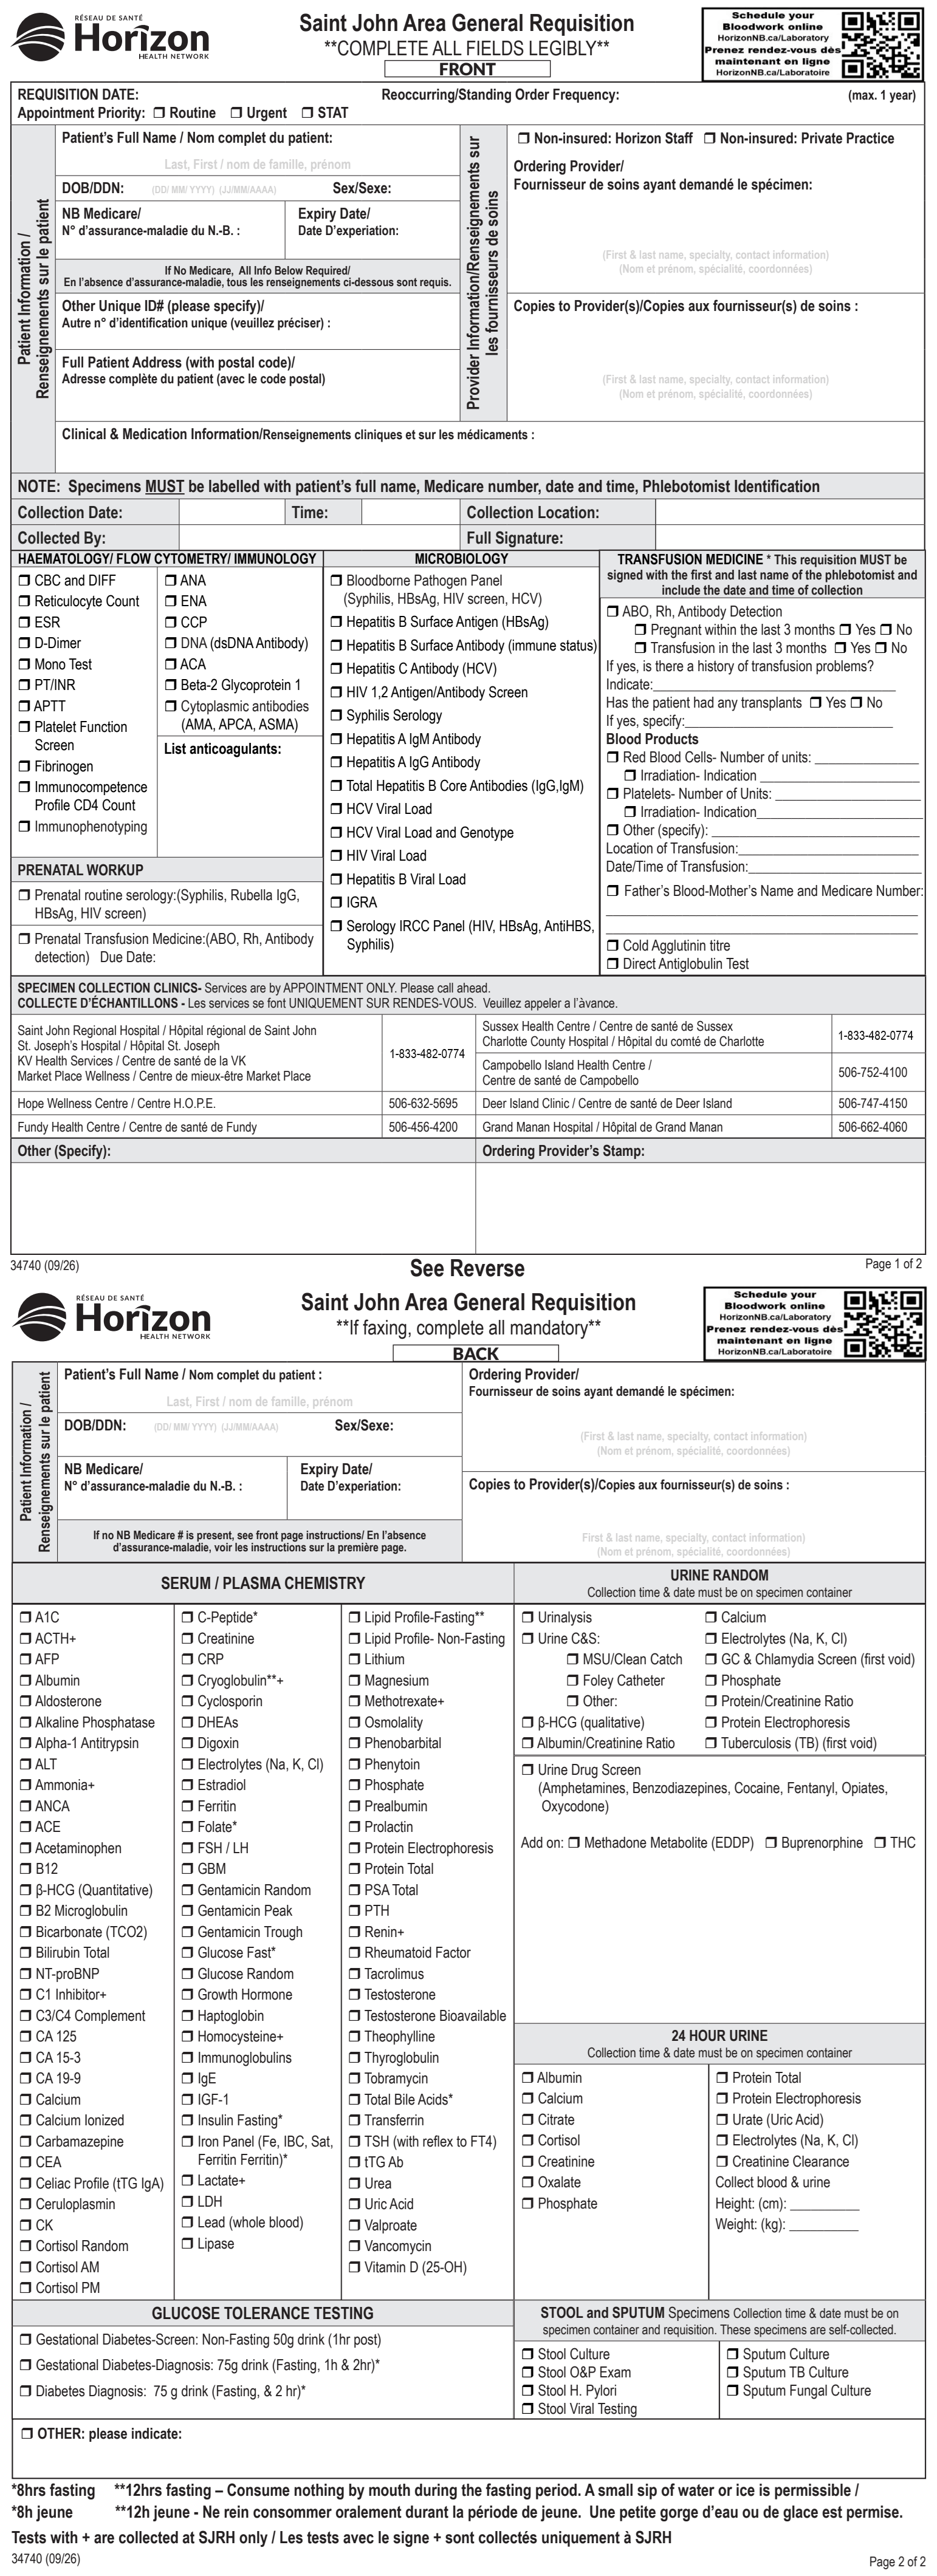 RÉSEAU DE SANTÉ
Horizon
HEALTH NETWORK
Saint John Area General Requisition
**COMPLETE ALL FIELDS LEGIBLY**
FRONT
Schedule your
Bloodwork online
HorizonNB.ca/Laboratory
Prenez rendez-vous dès
maintenant en ligne
HorizonNB.ca/Laboratoire
REQUISITION DATE:
Reoccurring/Standing Order Frequency:
(max. 1 year)
Appointment Priority: ❒ Routine ❒ Urgent ❒ STAT
Patient Information /
Renseignements sur le patient
Patient's Full Name / Nom complet du patient:
Last, First / nom de famille, prénom
DOB/DDN: (DD/ MM/ YYYY) (JJ/MM/AAAA) Sex/Sexe:
NB Medicare/
N° d'assurance-maladie du N.-B. :
Expiry Date/
Date D'experiation:
If No Medicare, All Info Below Required/
En l'absence d'assurance-maladie, tous les renseignements ci-dessous sont requis.
Other Unique ID# (please specify)/
Autre n° d'identification unique (veuillez préciser) :
Full Patient Address (with postal code)/
Adresse complète du patient (avec le code postal)
Provider Information/Renseignements sur
les fournisseurs de soins
❒ Non-insured: Horizon Staff ❒ Non-insured: Private Practice
Ordering Provider/
Fournisseur de soins ayant demandé le spécimen:
(First & last name, specialty, contact information)
(Nom et prénom, spécialité, coordonnées)
Copies to Provider(s)/Copies aux fournisseur(s) de soins :
(First & last name, specialty, contact information)
(Nom et prénom, spécialité, coordonnées)
Clinical & Medication Information/Renseignements cliniques et sur les médicaments :
NOTE: Specimens MUST be labelled with patient's full name, Medicare number, date and time, Phlebotomist Identification
Collection Date: Time: Collection Location:
Collected By: Full Signature:
HAEMATOLOGY/ FLOW CYTOMETRY/ IMMUNOLOGY
❒ CBC and DIFF
❒ Reticulocyte Count
❒ ESR
❒ D-Dimer
❒ Mono Test
❒ PT/INR
❒ APTT
❒ Platelet Function
Screen
❒ Fibrinogen
❒ Immunocompetence
Profile CD4 Count
❒ Immunophenotyping
❒ ANA
❒ ENA
❒ CCP
❒ DNA (dsDNA Antibody)
❒ ACA
❒ Beta-2 Glycoprotein 1
❒ Cytoplasmic antibodies
(AMA, APCA, ASMA)
List anticoagulants:
PRENATAL WORKUP
❒ Prenatal routine serology:(Syphilis, Rubella IgG,
HBsAg, HIV screen)
❒ Prenatal Transfusion Medicine:(ABO, Rh, Antibody
detection) Due Date:
MICROBIOLOGY
❒ Bloodborne Pathogen Panel
(Syphilis, HBsAg, HIV screen, HCV)
❒ Hepatitis B Surface Antigen (HBsAg)
❒ Hepatitis B Surface Antibody (immune status)
❒ Hepatitis C Antibody (HCV)
❒ HIV 1,2 Antigen/Antibody Screen
❒ Syphilis Serology
❒ Hepatitis A IgM Antibody
❒ Hepatitis A IgG Antibody
❒ Total Hepatitis B Core Antibodies (IgG,IgM)
❒ HCV Viral Load
❒ HCV Viral Load and Genotype
❒ HIV Viral Load
❒ Hepatitis B Viral Load
❒ IGRA
❒ Serology IRCC Panel (HIV, HBsAg, AntiHBS,
Syphilis)
TRANSFUSION MEDICINE * This requisition MUST be
signed with the first and last name of the phlebotomist and
include the date and time of collection
❒ ABO, Rh, Antibody Detection
❒ Pregnant within the last 3 months ❒ Yes ❒ No
❒ Transfusion in the last 3 months ❒ Yes ❒ No
If yes, is there a history of transfusion problems?
Indicate:
Has the patient had any transplants ❒ Yes ❒ No
If yes, specify:
Blood Products
❒ Red Blood Cells- Number of units:
❒ Irradiation- Indication
❒ Platelets- Number of Units:
❒ Irradiation- Indication
❒ Other (specify):
Location of Transfusion:
Date/Time of Transfusion:
❒ Father's Blood-Mother's Name and Medicare Number:
❒ Cold Agglutinin titre
❒ Direct Antiglobulin Test
SPECIMEN COLLECTION CLINICS- Services are by APPOINTMENT ONLY. Please call ahead.
COLLECTE D'ÉCHANTILLONS - Les services se font UNIQUEMENT SUR RENDES-VOUS. Veuillez appeler a l'àvance.
Saint John Regional Hospital / Hôpital régional de Saint John
St. Joseph's Hospital / Hôpital St. Joseph
KV Health Services / Centre de santé de la VK
Market Place Wellness / Centre de mieux-être Market Place
1-833-482-0774
Sussex Health Centre / Centre de santé de Sussex
Charlotte County Hospital / Hôpital du comté de Charlotte
1-833-482-0774
Campobello Island Health Centre /
Centre de santé de Campobello
506-752-4100
Hope Wellness Centre / Centre H.O.P.E. 506-632-5695
Deer Island Clinic / Centre de santé de Deer Island 506-747-4150
Fundy Health Centre / Centre de santé de Fundy 506-456-4200
Grand Manan Hospital / Hôpital de Grand Manan 506-662-4060
Other (Specify): Ordering Provider's Stamp:
34740 (09/26)
See Reverse
Page 1 of 2
RÉSEAU DE SANTÉ
Horizon
HEALTH NETWORK
Saint John Area General Requisition
**If faxing, complete all mandatory**
BACK
Schedule your
Bloodwork online
HorizonNB.ca/Laboratory
Prenez rendez-vous dès
maintenant en ligne
HorizonNB.ca/Laboratoire
Patient Information /
Renseignements sur le patient
Patient's Full Name / Nom complet du patient :
Last, First / nom de famille, prénom
DOB/DDN: (DD/ MM/ YYYY) (JJ/MM/AAAA) Sex/Sexe:
NB Medicare/
N° d'assurance-maladie du N.-B. :
Expiry Date/
Date D'experiation:
If no NB Medicare # is present, see front page instructions/ En l'absence
d'assurance-maladie, voir les instructions sur la première page.
Ordering Provider/
Fournisseur de soins ayant demandé le spécimen:
(First & last name, specialty, contact information)
(Nom et prénom, spécialité, coordonnées)
Copies to Provider(s)/Copies aux fournisseur(s) de soins :
First & last name, specialty, contact information)
(Nom et prénom, spécialité, coordonnées)
SERUM / PLASMA CHEMISTRY
❒ A1C
❒ ACTH+
❒ AFP
❒ Albumin
❒ Aldosterone
❒ Alkaline Phosphatase
❒ Alpha-1 Antitrypsin
❒ ALT
❒ Ammonia+
❒ ANCA
❒ ACE
❒ Acetaminophen
❒ B12
❒ β-HCG (Quantitative)
❒ B2 Microglobulin
❒ Bicarbonate (TCO2)
❒ Bilirubin Total
❒ NT-proBNP
❒ C1 Inhibitor+
❒ C3/C4 Complement
❒ CA 125
❒ CA 15-3
❒ CA 19-9
❒ Calcium
❒ Calcium Ionized
❒ Carbamazepine
❒ CEA
❒ Celiac Profile (tTG IgA)
❒ Ceruloplasmin
❒ CK
❒ Cortisol Random
❒ Cortisol AM
❒ Cortisol PM
❒ C-Peptide*
❒ Creatinine
❒ CRP
❒ Cryoglobulin**+
❒ Cyclosporin
❒ DHEAs
❒ Digoxin
❒ Electrolytes (Na, K, Cl)
❒ Estradiol
❒ Ferritin
❒ Folate*
❒ FSH / LH
❒ GBM
❒ Gentamicin Random
❒ Gentamicin Peak
❒ Gentamicin Trough
❒ Glucose Fast*
❒ Glucose Random
❒ Growth Hormone
❒ Haptoglobin
❒ Homocysteine+
❒ Immunoglobulins
❒ IgE
❒ IGF-1
❒ Insulin Fasting*
❒ Iron Panel (Fe, IBC, Sat,
Ferritin Ferritin)*
❒ Lactate+
❒ LDH
❒ Lead (whole blood)
❒ Lipase
❒ Lipid Profile-Fasting**
❒ Lipid Profile- Non-Fasting
❒ Lithium
❒ Magnesium
❒ Methotrexate+
❒ Osmolality
❒ Phenobarbital
❒ Phenytoin
❒ Phosphate
❒ Prealbumin
❒ Prolactin
❒ Protein Electrophoresis
❒ Protein Total
❒ PSA Total
❒ PTH
❒ Renin+
❒ Rheumatoid Factor
❒ Tacrolimus
❒ Testosterone
❒ Testosterone Bioavailable
❒ Theophylline
❒ Thyroglobulin
❒ Tobramycin
❒ Total Bile Acids*
❒ Transferrin
❒ TSH (with reflex to FT4)
❒ tTG Ab
❒ Urea
❒ Uric Acid
❒ Valproate
❒ Vancomycin
❒ Vitamin D (25-OH)
URINE RANDOM
Collection time & date must be on specimen container
❒ Urinalysis
❒ Urine C&S:
❒ MSU/Clean Catch
❒ Foley Catheter
❒ Other:
❒ β-HCG (qualitative)
❒ Albumin/Creatinine Ratio
❒ Calcium
❒ Electrolytes (Na, K, Cl)
❒ GC & Chlamydia Screen (first void)
❒ Phosphate
❒ Protein/Creatinine Ratio
❒ Protein Electrophoresis
❒ Tuberculosis (TB) (first void)
❒ Urine Drug Screen
(Amphetamines, Benzodiazepines, Cocaine, Fentanyl, Opiates,
Oxycodone)
Add on: ❒ Methadone Metabolite (EDDP) ❒ Buprenorphine ❒ THC
24 HOUR URINE
Collection time & date must be on specimen container
❒ Albumin
❒ Calcium
❒ Citrate
❒ Cortisol
❒ Creatinine
❒ Oxalate
❒ Phosphate
❒ Protein Total
❒ Protein Electrophoresis
❒ Urate (Uric Acid)
❒ Electrolytes (Na, K, Cl)
❒ Creatinine Clearance
Collect blood & urine
Height: (cm):
Weight: (kg):
GLUCOSE TOLERANCE TESTING
❒ Gestational Diabetes-Screen: Non-Fasting 50g drink (1hr post)
❒ Gestational Diabetes-Diagnosis: 75g drink (Fasting, 1h & 2hr)*
❒ Diabetes Diagnosis: 75 g drink (Fasting, & 2 hr)*
STOOL and SPUTUM Specimens Collection time & date must be on
specimen container and requisition. These specimens are self-collected.
❒ Stool Culture
❒ Stool O&P Exam
❒ Stool H. Pylori
❒ Stool Viral Testing
❒ Sputum Culture
❒ Sputum TB Culture
❒ Sputum Fungal Culture
❒ OTHER: please indicate:
*8hrs fasting **12hrs fasting – Consume nothing by mouth during the fasting period. A small sip of water or ice is permissible /
*8h jeune **12h jeune - Ne rein consommer oralement durant la période de jeune. Une petite gorge d'eau ou de glace est permise.
Tests with + are collected at SJRH only / Les tests avec le signe + sont collectés uniquement à SJRH
34740 (09/26)
Page 2 of 2